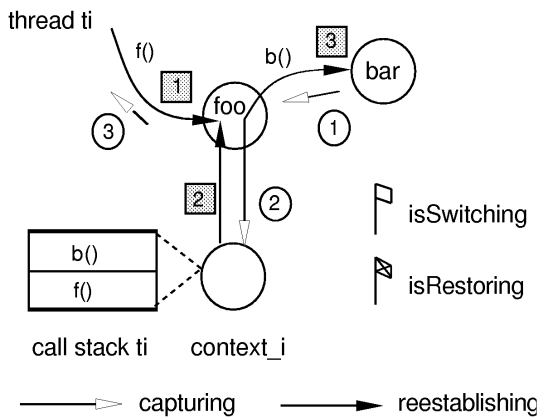 thread ti
f()
3
b()
1
foo
bar
3
1
2
2
isSwitching
b()
f()
isRestoring
call stack ti
context_i
capturing
reestablishing